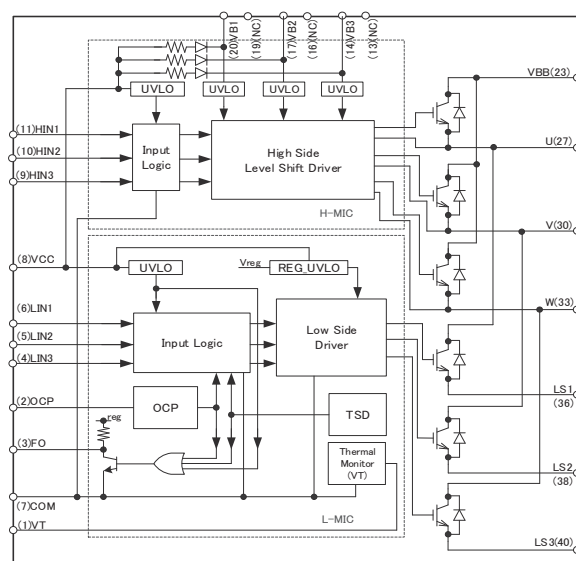 (20)VB1
(19)(NC)
(17)VB2
(16)(NC)
(14)VB3
(13)(NC)
VBB(23)
UVLO
UVLO
UVLO
UVLO
(11)HIN1
(10)HIN2
(9)HIN3
Input
Logic
High Side
Level Shift Driver
U(27)
H-MIC
V(30)
(8)VCC
UVLO
Vreg
REG_UVLO
W(33)
(6)LIN1
(5)LIN2
(4)LIN3
Input Logic
Low Side
Driver
LS1
(36)
(2)OCP
OCP
TSD
reg
(3)FO
Thermal
Monitor
(VT)
LS2
(38)
(7)COM
(1)VT
L-MIC
LS3(40)